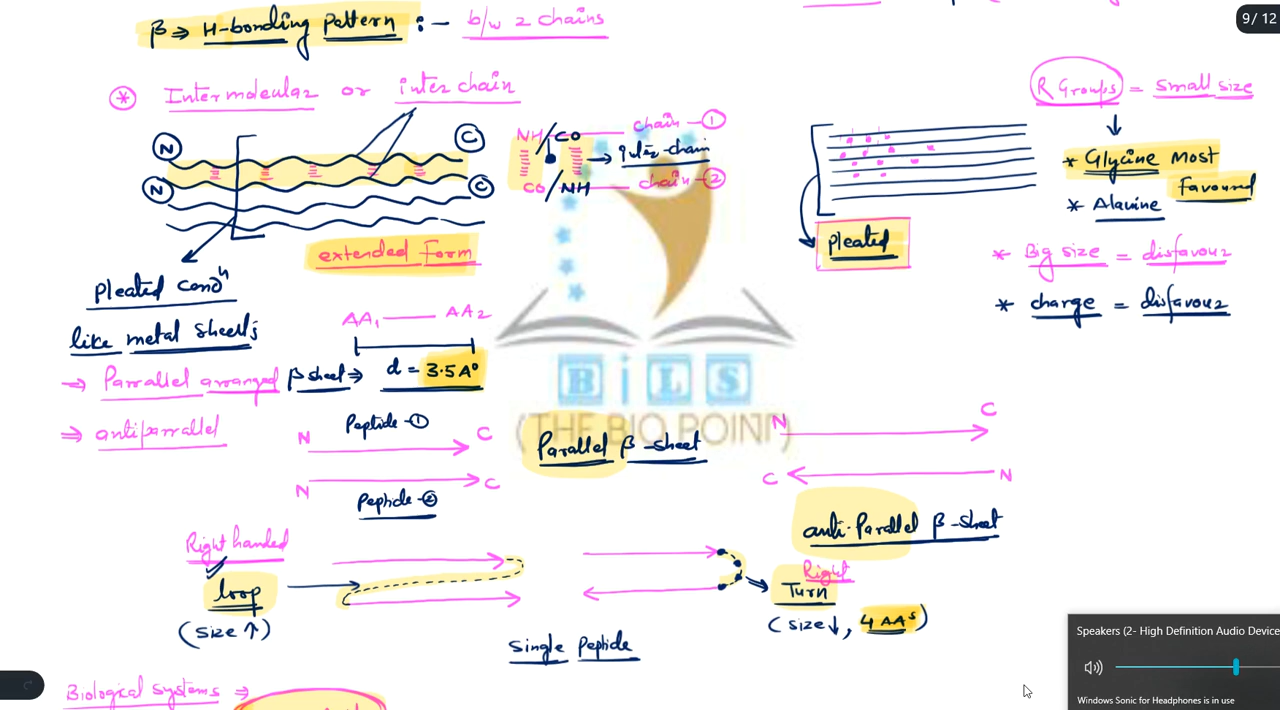 9 / 12
β ⇒ H-bonding pattern :- b/w 2 chains
* Intermolecular or inter chain
N C
N C
NH/CO chain-①
inter-chain
CO/NH chain-②
extended Form
Pleated condⁿ
like metal sheets;
→ Parrallel arranged
⇒ antiparrallel
AA₁ — AA₂
β sheet ⇒ d = 3.5A°
R Groups = small size
* Glycine Most
Favoured
* Alanine
Pleated
* Big size = disfavour
* charge = disfavour
BiLS
(THE BIO POINT)
Peptide-①
N C
N C
Peptide-②
Parallel β-sheet
N C
C N
anti-Parallel β-sheet
Right handed
loop
(size ↑)
Right
Turn
(size↓, 4 AAˢ)
Single Peptide
Biological systems ⇒
Speakers (2- High Definition Audio Device
Windows Sonic for Headphones is in use